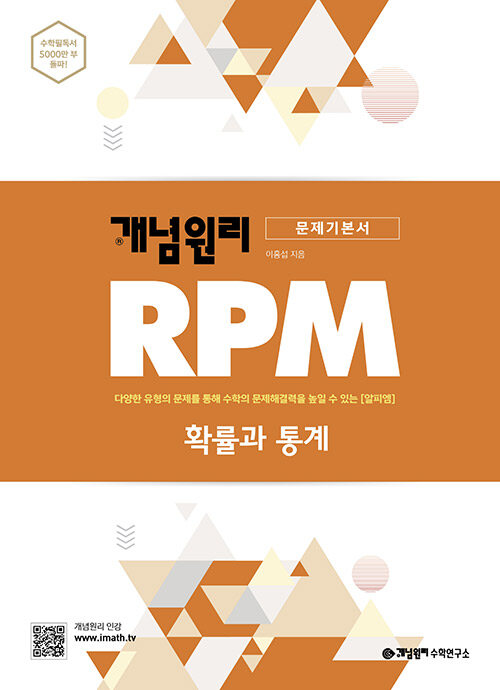 수학필독서
5000만 부
돌파!
개념원리
®
문제기본서
이홍섭 지음
RPM
다양한 유형의 문제를 통해 수학의 문제해결력을 높일 수 있는 [알피엠]
확률과 통계
개념원리 인강
www.imath.tv
개념원리 수학연구소